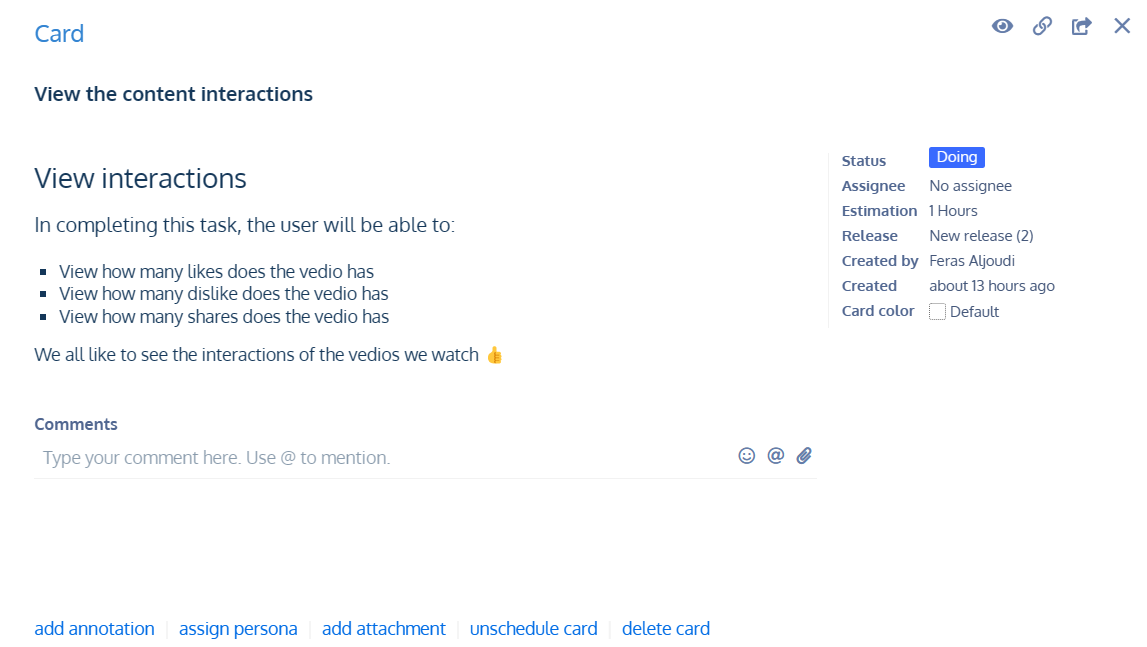 Card
View the content interactions
View interactions
In completing this task, the user will be able to:
View how many likes does the vedio has
View how many dislike does the vedio has
View how many shares does the vedio has
We all like to see the interactions of the vedios we watch 👍
Status Doing
Assignee No assignee
Estimation 1 Hours
Release New release (2)
Created by Feras Aljoudi
Created about 13 hours ago
Card color Default
Comments
Type your comment here. Use @ to mention.
add annotation assign persona add attachment unschedule card delete card